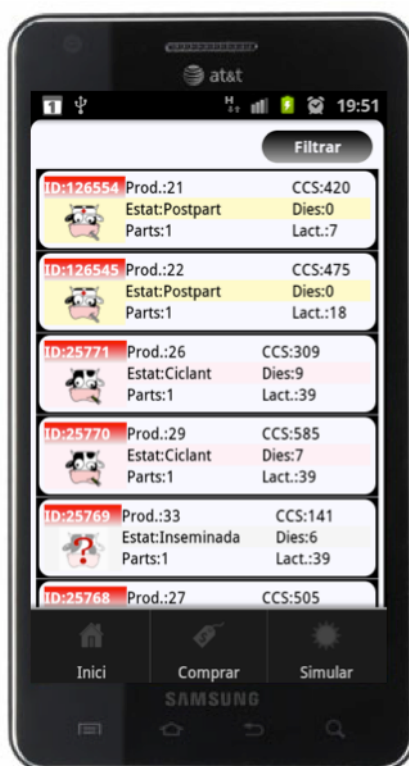 at&t
1 H 19:51
Filtrar
ID:126554 Prod.:21 CCS:420
Estat:Postpart Dies:0
Parts:1 Lact.:7
ID:126545 Prod.:22 CCS:475
Estat:Postpart Dies:0
Parts:1 Lact.:18
ID:25771 Prod.:26 CCS:309
Estat:Ciclant Dies:9
Parts:1 Lact.:39
ID:25770 Prod.:29 CCS:585
Estat:Ciclant Dies:7
Parts:1 Lact.:39
ID:25769 Prod.:33 CCS:141
Estat:Inseminada Dies:6
?
Parts:1 Lact.:39
ID:25768 Prod.:27 CCS:505
Inici Comprar Simular
SAMSUNG